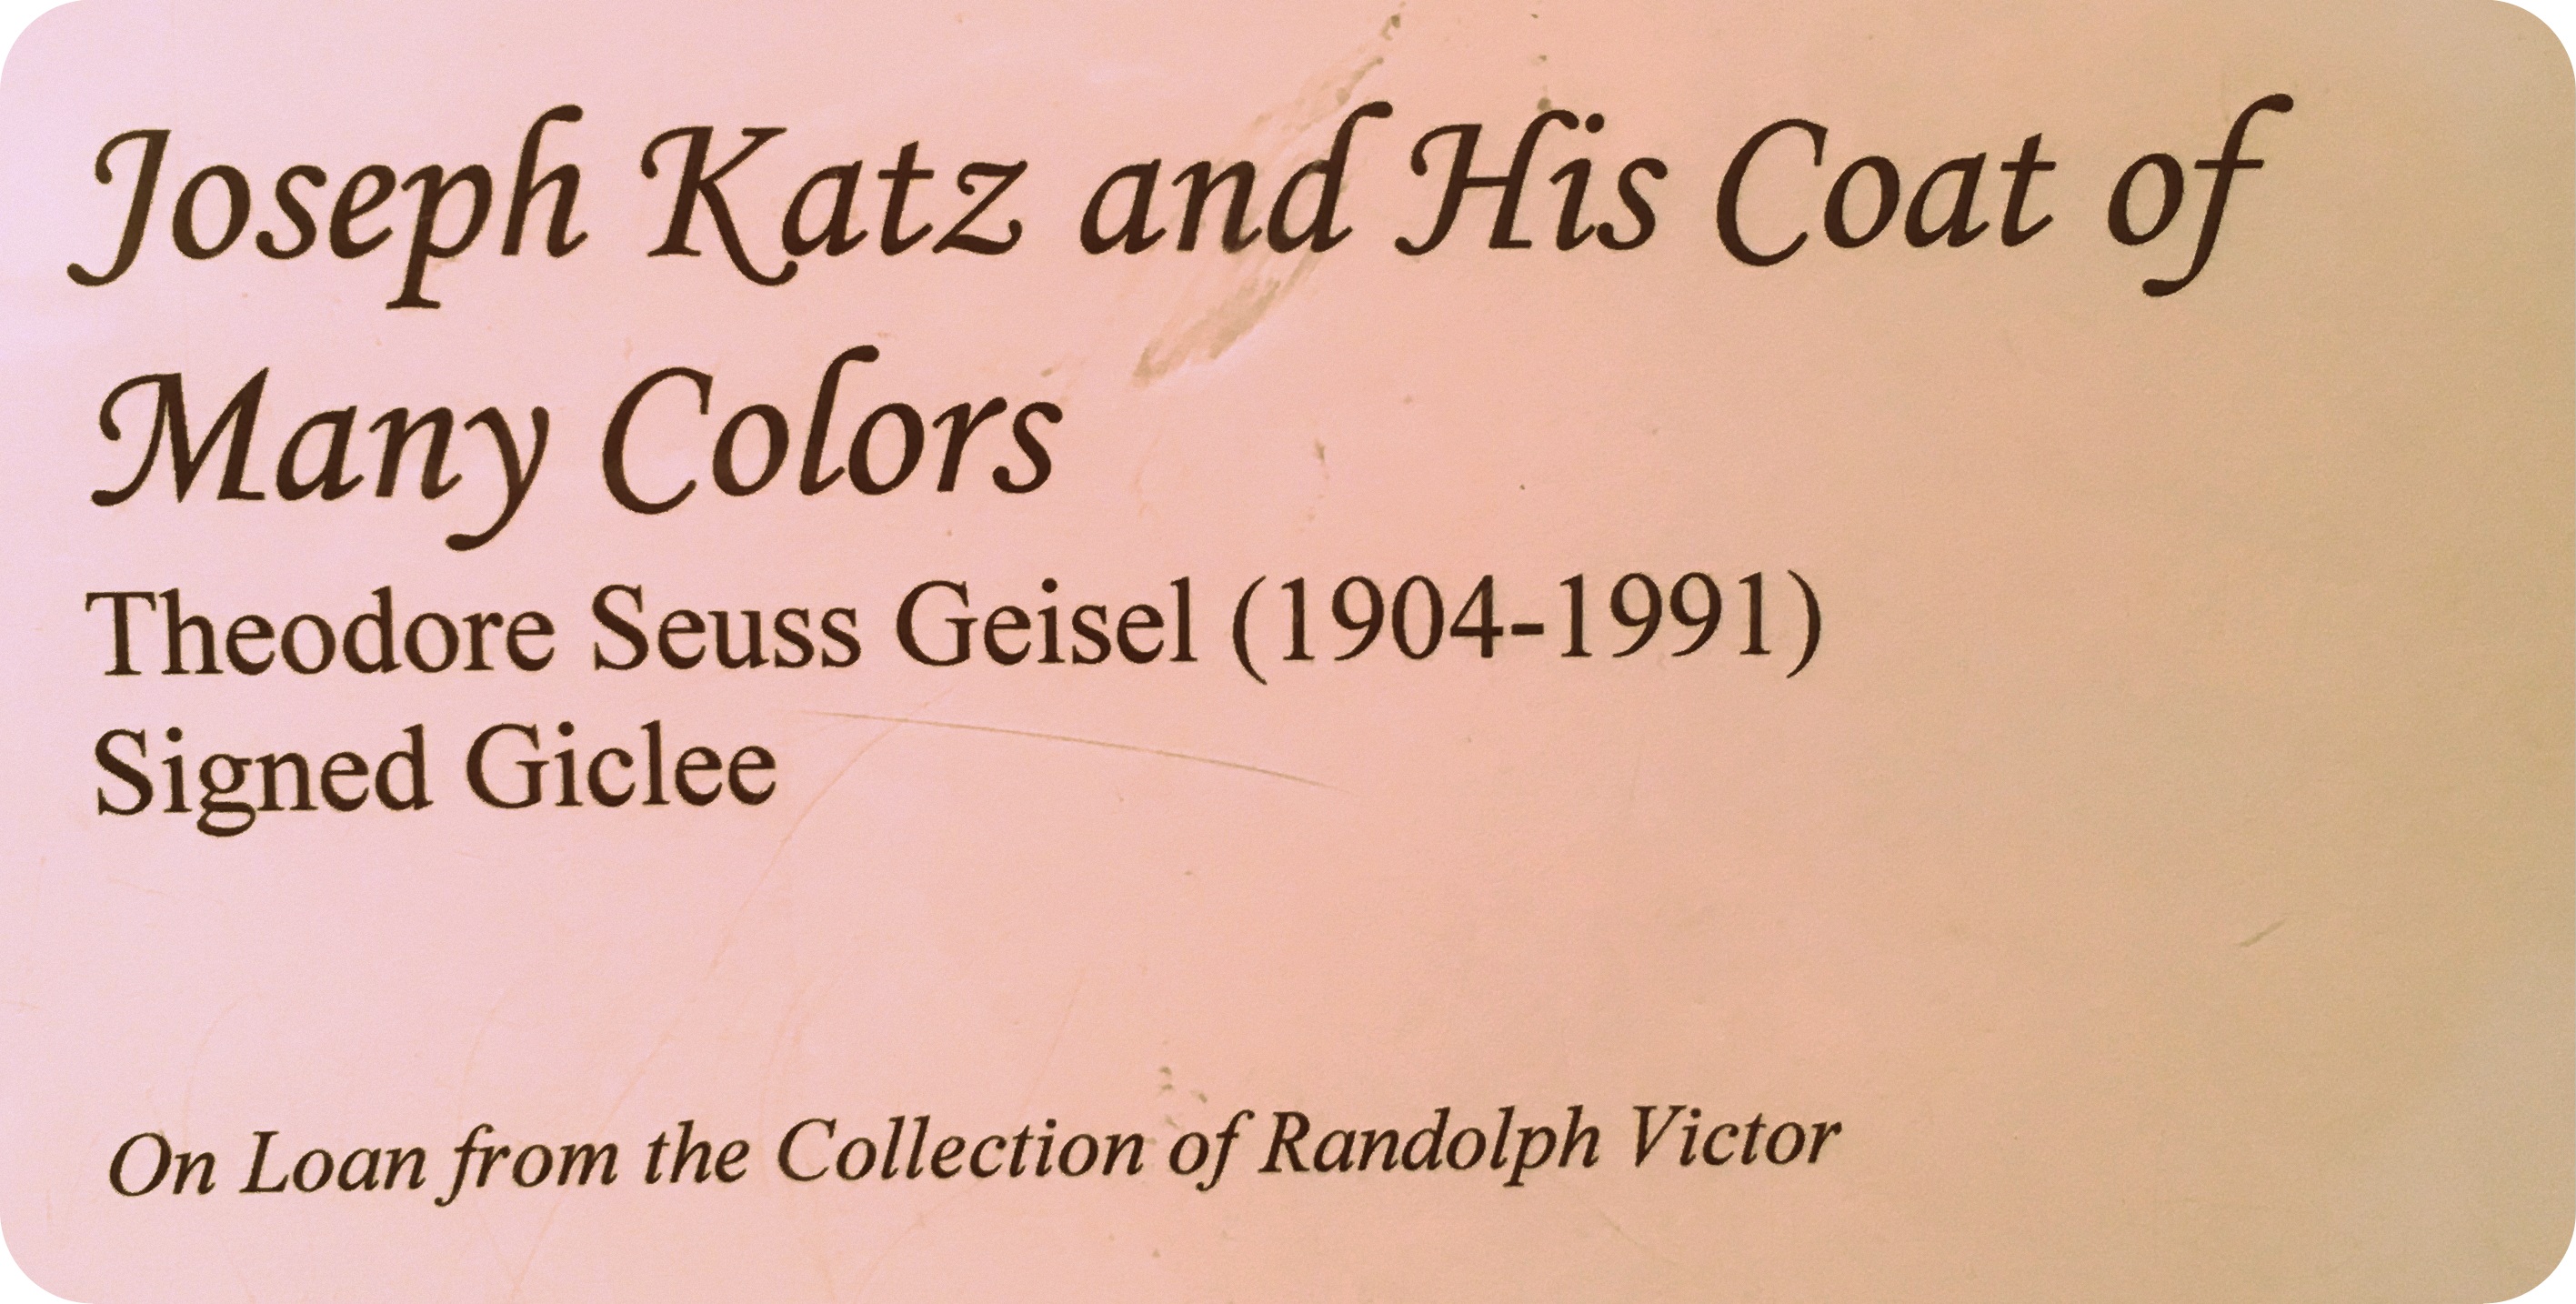 Joseph Katz and His Coat of
Many Colors
Theodore Seuss Geisel (1904-1991)
Signed Giclee
On Loan from the Collection of Randolph Victor